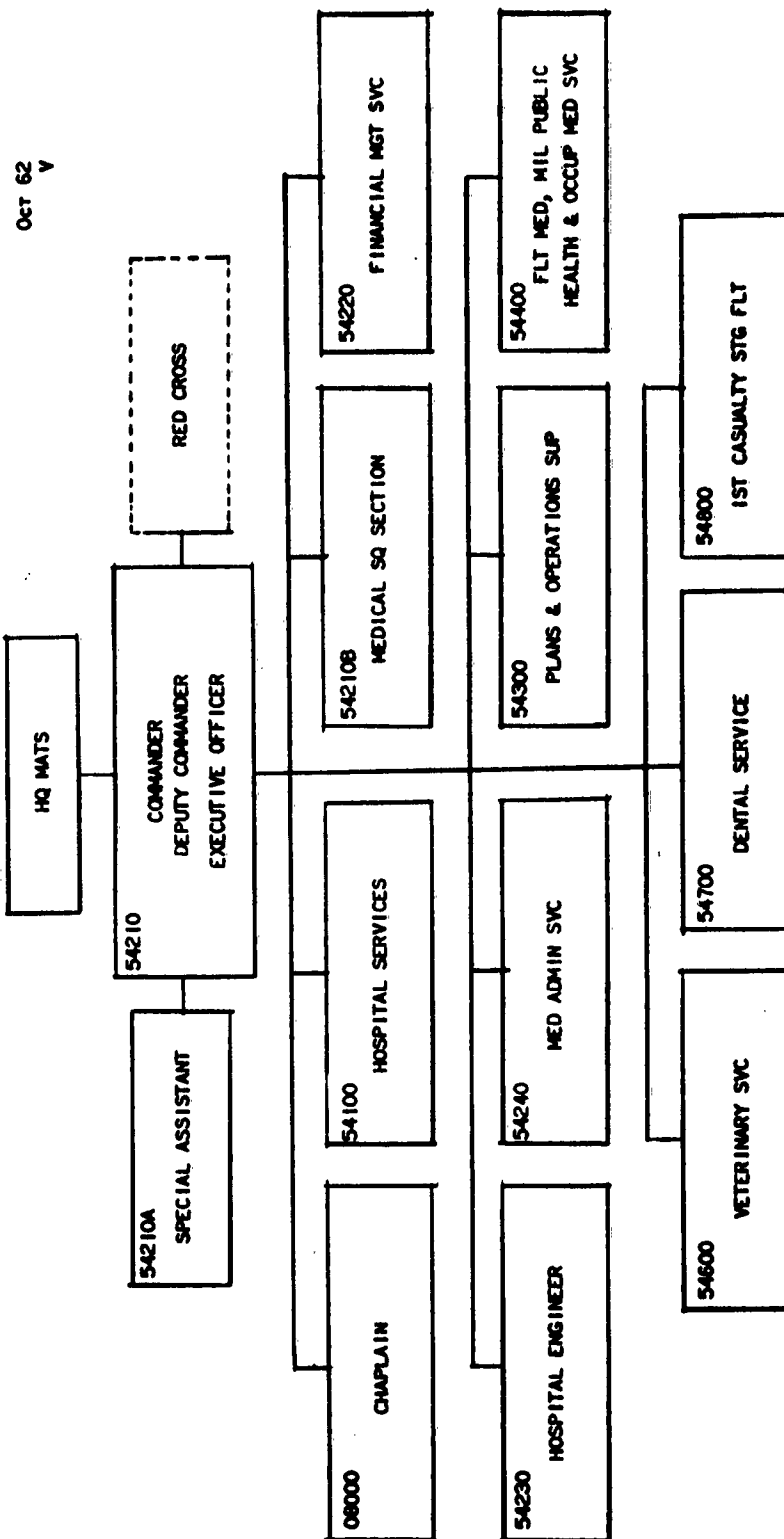 Oct 62
V
HQ MATS
54210A
SPECIAL ASSISTANT
54210
COMMANDER
DEPUTY COMMANDER
EXECUTIVE OFFICER
RED CROSS
08000
CHAPLAIN
54100
HOSPITAL SERVICES
54210B
MEDICAL SQ SECTION
54220
FINANCIAL MGT SVC
54230
HOSPITAL ENGINEER
54240
MED ADMIN SVC
54300
PLANS & OPERATIONS SUP
54400
FLT MED, MIL PUBLIC
HEALTH & OCCUP MED SVC
54600
VETERINARY SVC
54700
DENTAL SERVICE
54800
1ST CASUALTY STG FLT